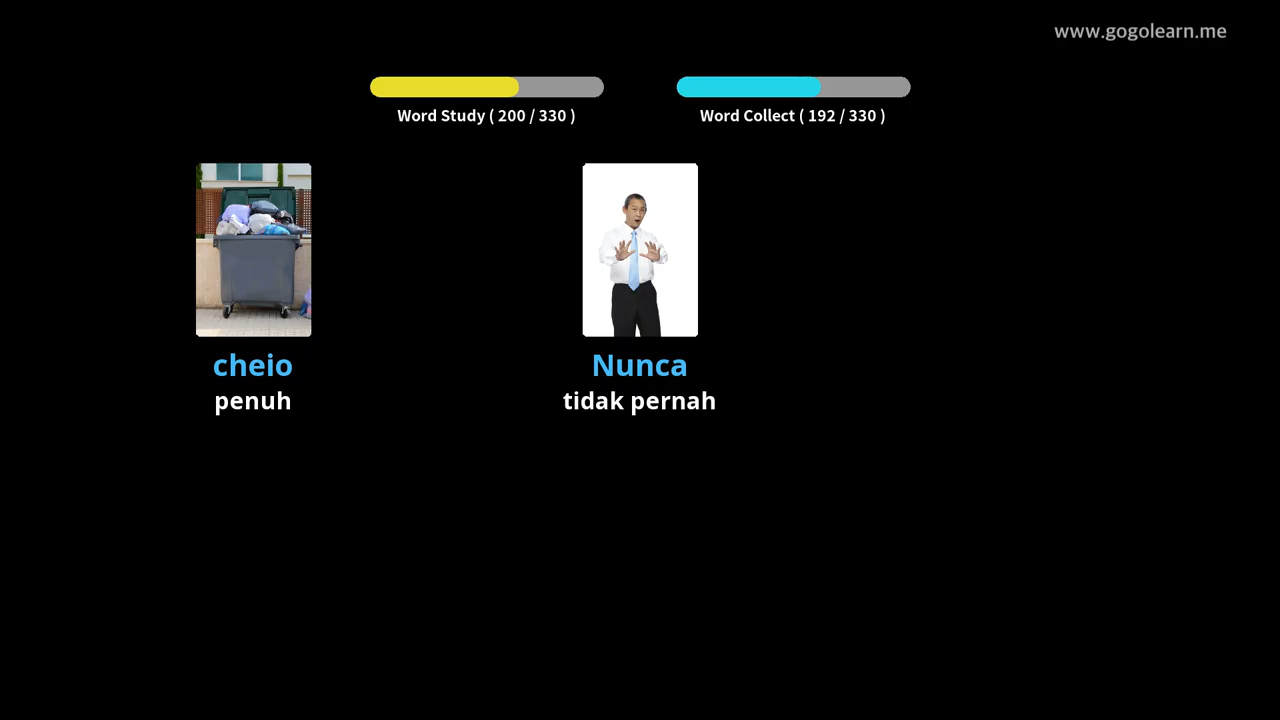 www.gogolearn.me
Word Study ( 200 / 330 )
Word Collect ( 192 / 330 )
cheio
penuh
Nunca
tidak pernah